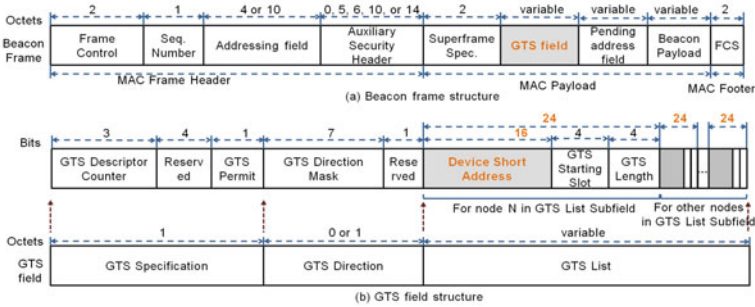 Octets 2 1 4 or 10 0, 5, 6, 10, or 14 2 variable variable variable 2
Beacon Frame
Frame Control
Seq. Number
Addressing field
Auxiliary Security Header
Superframe Spec.
GTS field
Pending address field
Beacon Payload
FCS
MAC Frame Header
MAC Payload
MAC Footer
(a) Beacon frame structure
24
24
24
Bits 3 4 1 7 1 16 4 4
GTS Descriptor Counter
Reserv ed
GTS Permit
GTS Direction Mask
Rese rved
Device Short Address
GTS Starting Slot
GTS Length
...
For node N in GTS List Subfield
For other nodes in GTS List Subfield
Octets 1 0 or 1 variable
GTS field
GTS Specification
GTS Direction
GTS List
(b) GTS field structure